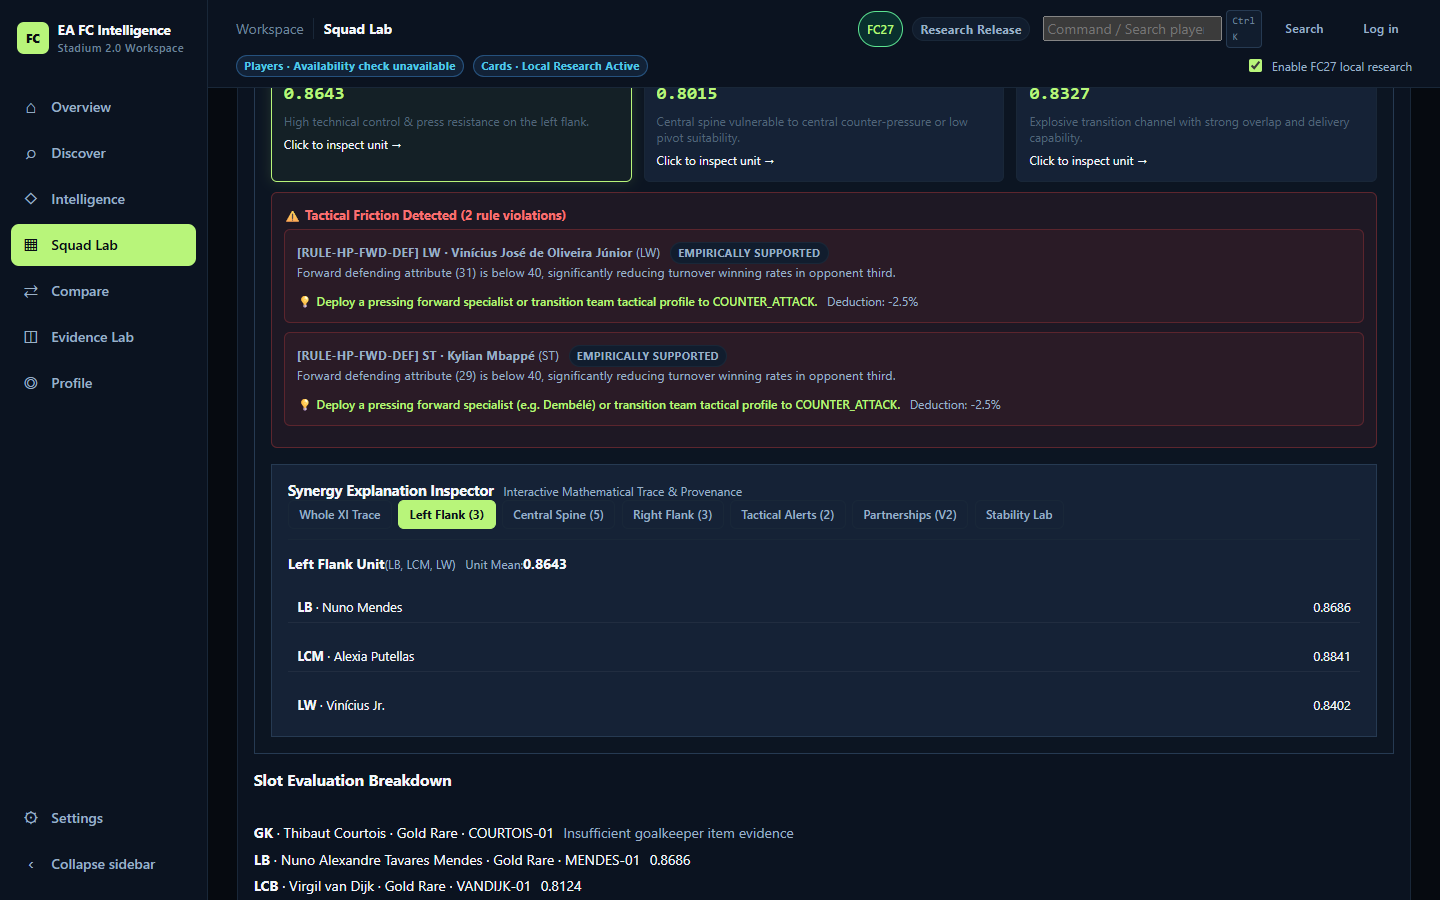 FC
EA FC Intelligence
Stadium 2.0 Workspace
Overview
Discover
Intelligence
Squad Lab
Compare
Evidence Lab
Profile
Settings
Collapse sidebar
Workspace
Squad Lab
FC27
Research Release
Command / Search playe
Ctrl
K
Search
Log in
Players · Availability check unavailable
Cards · Local Research Active
Enable FC27 local research
0.8643
High technical control & press resistance on the left flank.
Click to inspect unit →
0.8015
Central spine vulnerable to central counter-pressure or low
pivot suitability.
Click to inspect unit →
0.8327
Explosive transition channel with strong overlap and delivery
capability.
Click to inspect unit →
⚠️ Tactical Friction Detected (2 rule violations)
[RULE-HP-FWD-DEF] LW · Vinícius José de Oliveira Júnior (LW) EMPIRICALLY SUPPORTED
Forward defending attribute (31) is below 40, significantly reducing turnover winning rates in opponent third.
💡 Deploy a pressing forward specialist or transition team tactical profile to COUNTER_ATTACK. Deduction: -2.5%
[RULE-HP-FWD-DEF] ST · Kylian Mbappé (ST) EMPIRICALLY SUPPORTED
Forward defending attribute (29) is below 40, significantly reducing turnover winning rates in opponent third.
💡 Deploy a pressing forward specialist (e.g. Dembélé) or transition team tactical profile to COUNTER_ATTACK. Deduction: -2.5%
Synergy Explanation Inspector Interactive Mathematical Trace & Provenance
Whole XI Trace
Left Flank (3)
Central Spine (5)
Right Flank (3)
Tactical Alerts (2)
Partnerships (V2)
Stability Lab
Left Flank Unit(LB, LCM, LW) Unit Mean:0.8643
LB · Nuno Mendes 0.8686
LCM · Alexia Putellas 0.8841
LW · Vinícius Jr. 0.8402
Slot Evaluation Breakdown
GK · Thibaut Courtois · Gold Rare · COURTOIS-01 Insufficient goalkeeper item evidence
LB · Nuno Alexandre Tavares Mendes · Gold Rare · MENDES-01 0.8686
LCB · Virgil van Dijk · Gold Rare · VANDIJK-01 0.8124